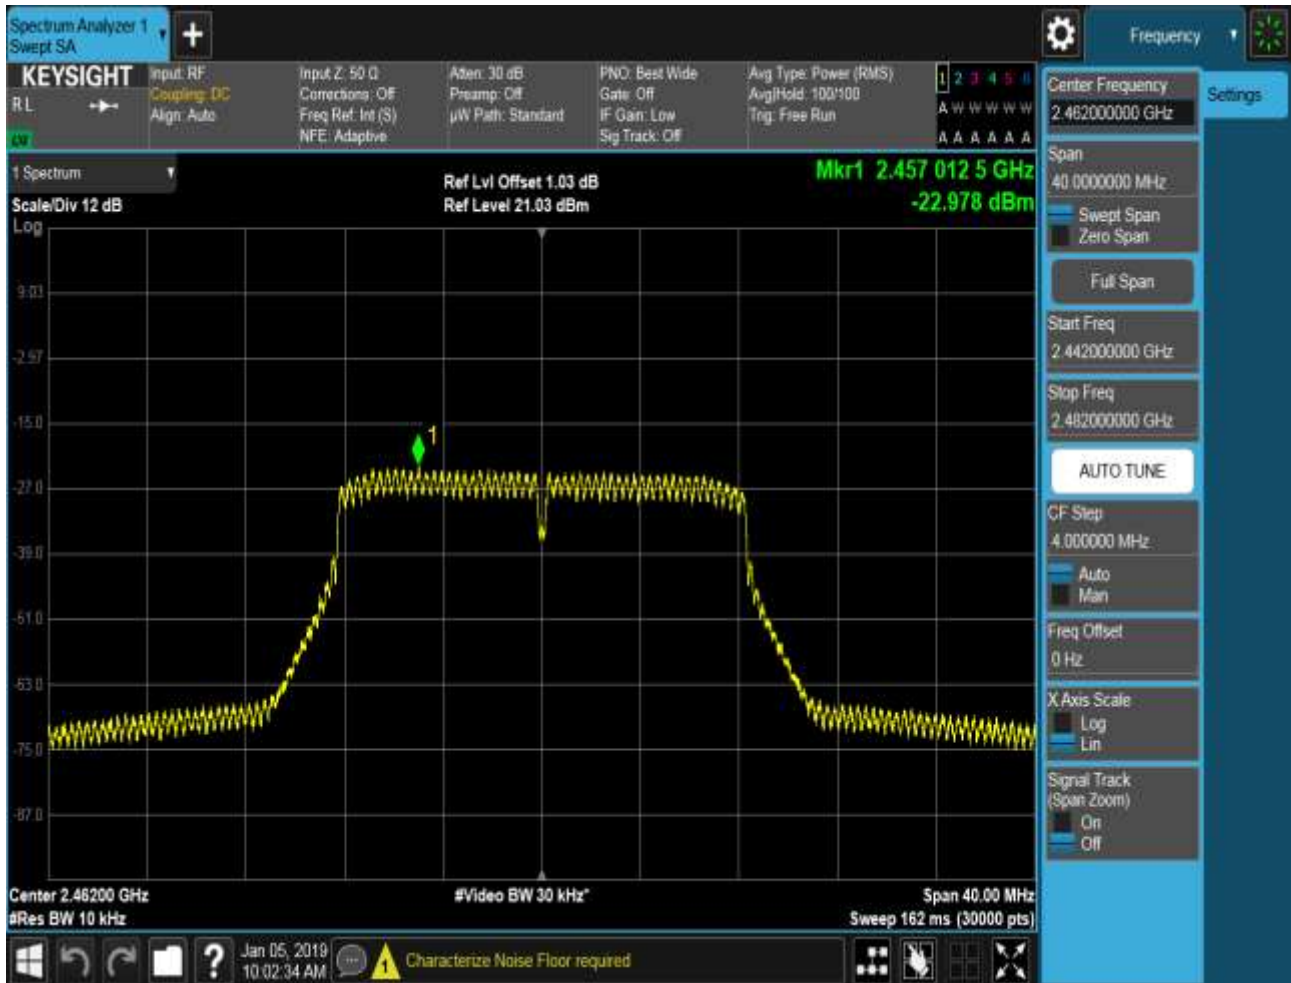 Spectrum Analyzer 1
Swept SA
Frequency
KEYSIGHT
R L
Input: RF
Coupling: DC
Align: Auto
Input Z: 50 Ω
Corrections: Off
Freq Ref: Int (S)
NFE: Adaptive
Atten: 30 dB
Preamp: Off
µW Path: Standard
PNO: Best Wide
Gate: Off
IF Gain: Low
Sig Track: Off
Avg Type: Power (RMS)
Avg|Hold: 100/100
Trig: Free Run
1 2 3 4 5 6
A W W W W W
A A A A A A
1 Spectrum
Scale/Div 12 dB
Log
Ref Lvl Offset 1.03 dB
Ref Level 21.03 dBm
Mkr1 2.457 012 5 GHz
-22.978 dBm
9.03
-2.97
-15.0
-27.0
-39.0
-51.0
-63.0
-75.0
-87.0
1
Center 2.46200 GHz
#Res BW 10 kHz
#Video BW 30 kHz*
Span 40.00 MHz
Sweep 162 ms (30000 pts)
Center Frequency
2.462000000 GHz
Settings
Span
40.0000000 MHz
Swept Span
Zero Span
Full Span
Start Freq
2.442000000 GHz
Stop Freq
2.482000000 GHz
AUTO TUNE
CF Step
4.000000 MHz
Auto
Man
Freq Offset
0 Hz
X Axis Scale
Log
Lin
Signal Track
(Span Zoom)
On
Off
?
Jan 05, 2019
10:02:34 AM
1
Characterize Noise Floor required